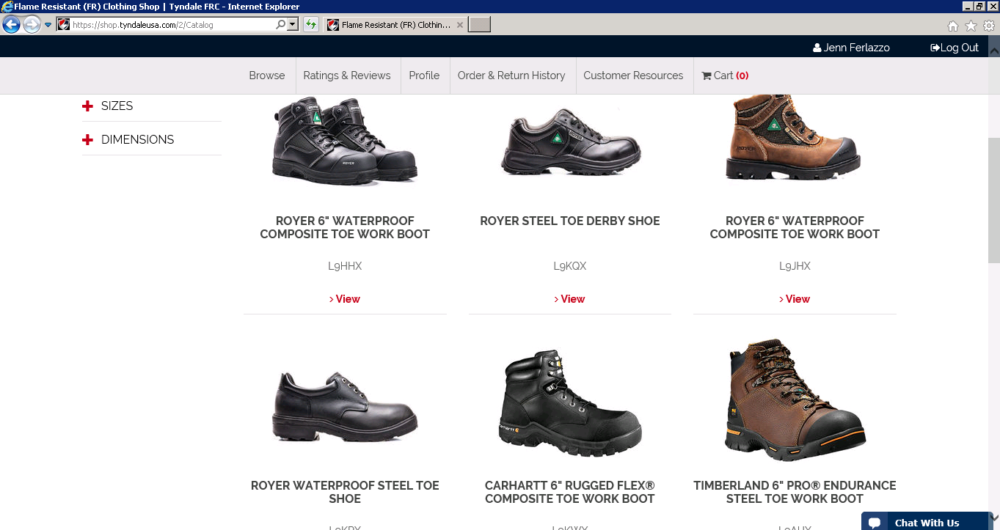 Flame Resistant (FR) Clothing Shop | Tyndale FRC - Internet Explorer
https://shop.tyndaleusa.com/2/Catalog
Flame Resistant (FR) Clothin...
Jenn Ferlazzo
Log Out
Browse
Ratings & Reviews
Profile
Order & Return History
Customer Resources
Cart (0)
SIZES
DIMENSIONS
ROYER
ROYER
ROYER 6" WATERPROOF
COMPOSITE TOE WORK BOOT
L9HHX
> View
ROYER STEEL TOE DERBY SHOE
L9KQX
> View
ROYER 6" WATERPROOF
COMPOSITE TOE WORK BOOT
L9JHX
> View
carhartt
PRO
ROYER WATERPROOF STEEL TOE
SHOE
CARHARTT 6" RUGGED FLEX®
COMPOSITE TOE WORK BOOT
TIMBERLAND 6" PRO® ENDURANCE
STEEL TOE WORK BOOT
Chat With Us